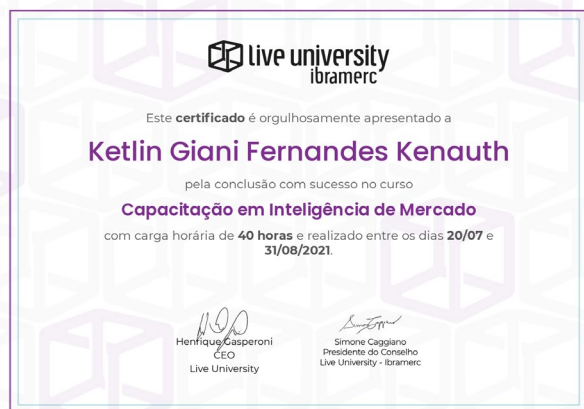 live university
ibramerc
Este certificado é orgulhosamente apresentado a
Ketlin Giani Fernandes Kenauth
pela conclusão com sucesso no curso
Capacitação em Inteligência de Mercado
com carga horária de 40 horas e realizado entre os dias 20/07 e
31/08/2021.
Henrique Gasperoni
CEO
Live University
Simone Caggiano
Presidente do Conselho
Live University - Ibramerc